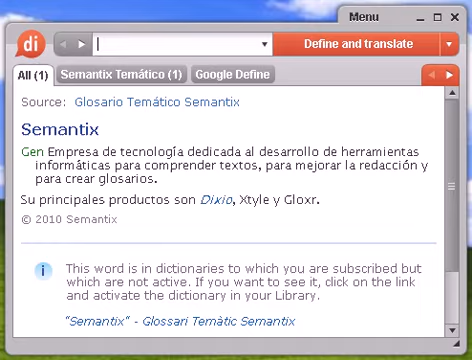 Menu
di
Define and translate
All (1)
Semantix Temático (1)
Google Define
Source: Glosario Temático Semantix
Semantix
Gen Empresa de tecnología dedicada al desarrollo de herramientas
informáticas para comprender textos, para mejorar la redacción y
para crear glosarios.
Su principales productos son Dixio, Xtyle y Gloxr.
© 2010 Semantix
i
This word is in dictionaries to which you are subscribed but
which are not active. If you want to see it, click on the link
and activate the dictionary in your Library.
"Semantix" - Glossari Temàtic Semantix